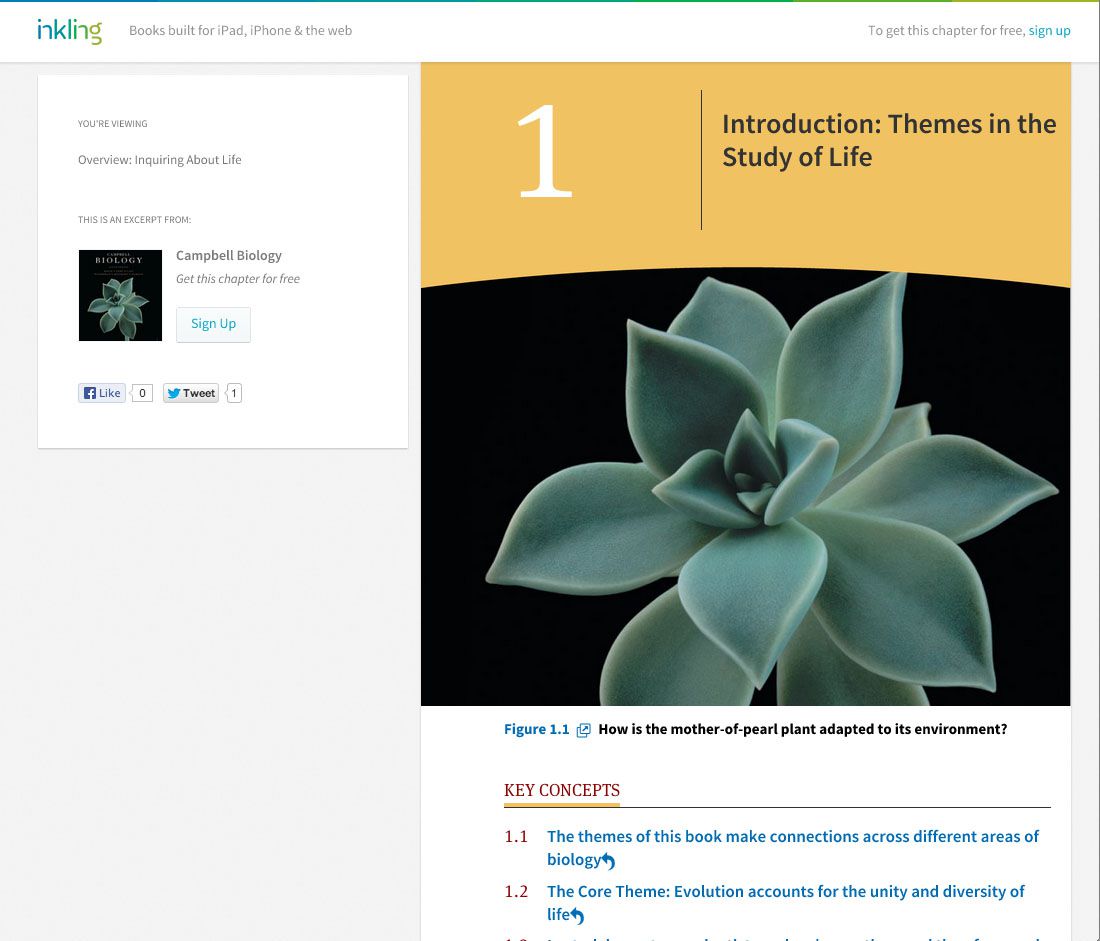 inkling
Books built for iPad, iPhone & the web
To get this chapter for free, sign up
YOU'RE VIEWING
Overview: Inquiring About Life
THIS IS AN EXCERPT FROM:
CAMPBELL
BIOLOGY
Campbell Biology
Get this chapter for free
Sign Up
Like
0
Tweet
1
1
Introduction: Themes in the
Study of Life
Figure 1.1 How is the mother-of-pearl plant adapted to its environment?
KEY CONCEPTS
1.1 The themes of this book make connections across different areas of
biology
1.2 The Core Theme: Evolution accounts for the unity and diversity of
life